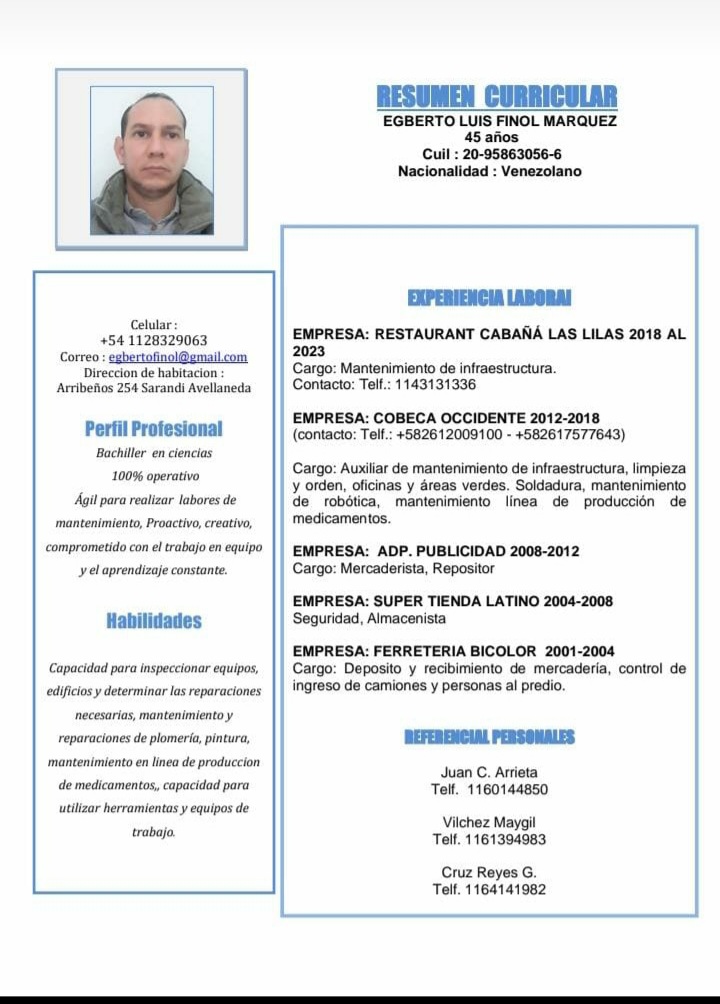 RESUMEN CURRICULAR
EGBERTO LUIS FINOL MARQUEZ
45 años
Cuil : 20-95863056-6
Nacionalidad : Venezolano
Celular :
+54 1128329063
Correo : egbertofinol@gmail.com
Direccion de habitacion :
Arribeños 254 Sarandi Avellaneda
Perfil Profesional
Bachiller en ciencias
100% operativo
Ágil para realizar labores de
mantenimiento, Proactivo, creativo,
comprometido con el trabajo en equipo
y el aprendizaje constante.
Habilidades
Capacidad para inspeccionar equipos,
edificios y determinar las reparaciones
necesarias, mantenimiento y
reparaciones de plomería, pintura,
mantenimiento en linea de produccion
de medicamentos,, capacidad para
utilizar herramientas y equipos de
trabajo.
EXPERIENCIA LABORAl
EMPRESA: RESTAURANT CABAÑÁ LAS LILAS 2018 AL
2023
Cargo: Mantenimiento de infraestructura.
Contacto: Telf.: 1143131336
EMPRESA: COBECA OCCIDENTE 2012-2018
(contacto: Telf.: +582612009100 - +582617577643)
Cargo: Auxiliar de mantenimiento de infraestructura, limpieza
y orden, oficinas y áreas verdes. Soldadura, mantenimiento
de robótica, mantenimiento línea de producción de
medicamentos.
EMPRESA: ADP. PUBLICIDAD 2008-2012
Cargo: Mercaderista, Repositor
EMPRESA: SUPER TIENDA LATINO 2004-2008
Seguridad, Almacenista
EMPRESA: FERRETERIA BICOLOR 2001-2004
Cargo: Deposito y recibimiento de mercadería, control de
ingreso de camiones y personas al predio.
REFERENCIAL PERSONALES
Juan C. Arrieta
Telf. 1160144850
Vilchez Maygil
Telf. 1161394983
Cruz Reyes G.
Telf. 1164141982